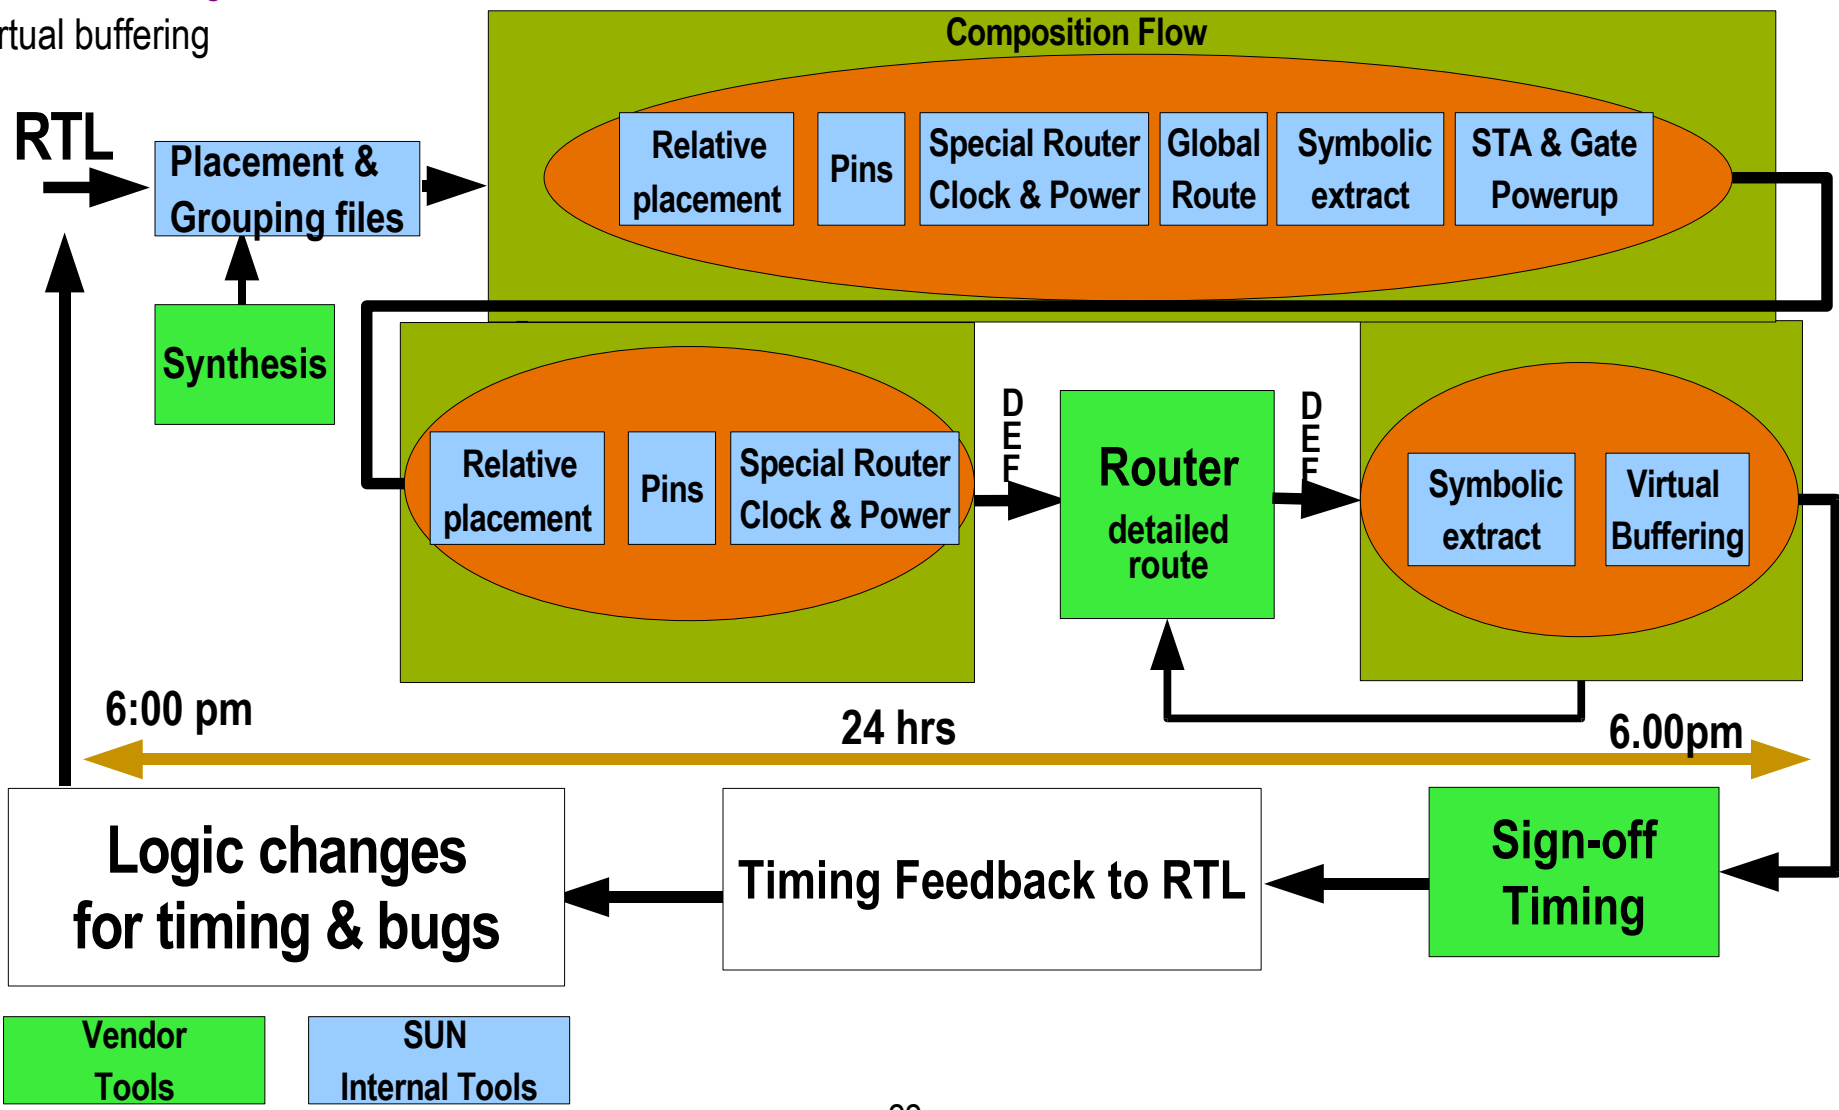 rtual buffering
Composition Flow
RTL
Placement &
Grouping files
Relative
placement
Pins
Special Router
Clock & Power
Global
Route
Symbolic
extract
STA & Gate
Powerup
Synthesis
Relative
placement
Pins
Special Router
Clock & Power
D
E
F
Router
detailed
route
D
E
F
Symbolic
extract
Virtual
Buffering
6:00 pm
24 hrs
6.00pm
Logic changes
for timing & bugs
Timing Feedback to RTL
Sign-off
Timing
Vendor
Tools
SUN
Internal Tools